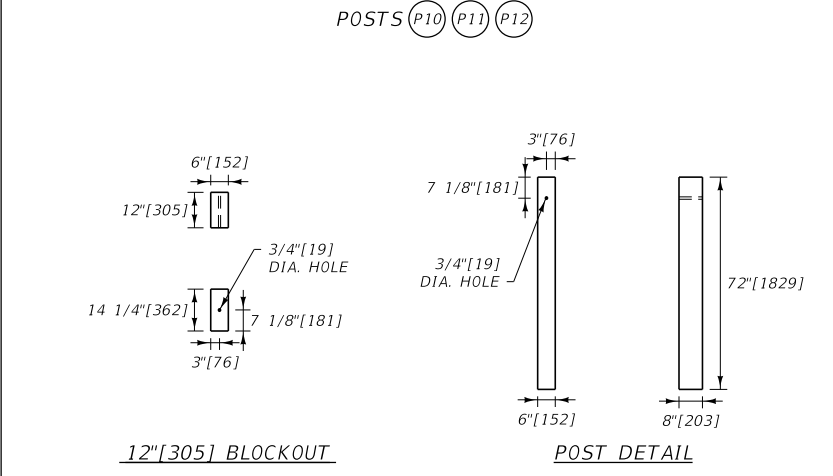 POSTS P10 P11 P12
6"[152]
12"[305]
3/4"[19]
DIA. HOLE
14 1/4"[362]
7 1/8"[181]
3"[76]
12"[305] BLOCKOUT
3"[76]
7 1/8"[181]
3/4"[19]
DIA. HOLE
72"[1829]
6"[152]
8"[203]
POST DETAIL